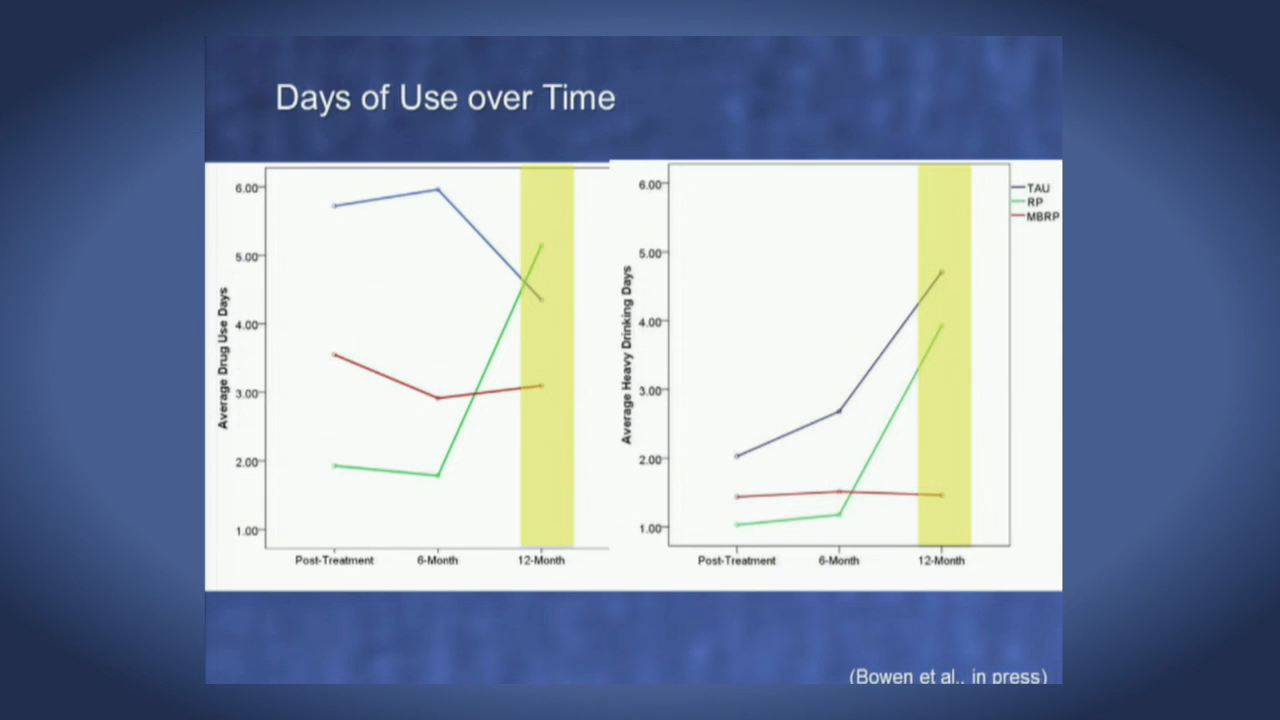 Days of Use over Time
Average Drug Use Days
6.00
5.00
4.00
3.00
2.00
1.00
Post-Treatment
6-Month
12-Month
Average Heavy Drinking Days
6.00
5.00
4.00
3.00
2.00
1.00
Post-Treatment
6-Month
12-Month
TAU
RP
MBRP
(Bowen et al., in press)